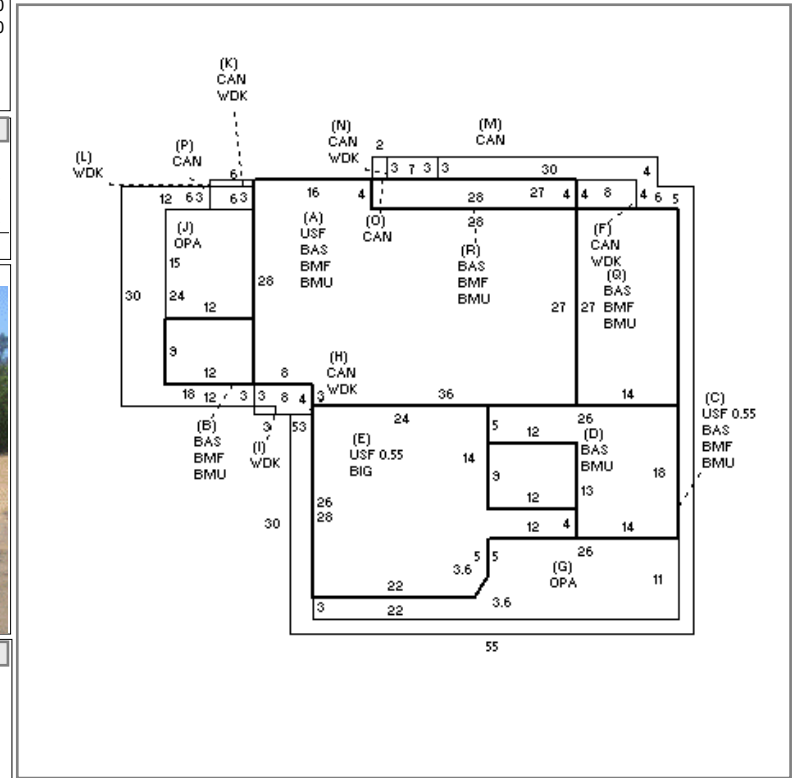 0
0
(K)
CAN
WDK
(P)
CAN
(L)
WDK
(N)
CAN
WDK
2
(M)
CAN
6
3 7 3 3 30 4
12 6 3 6 3
16 4 28 27 4 4 8 4 6 5
28
(J)
OPA
15
24
12
30
28
(A)
USF
BAS
BMF
BMU
(O)
CAN
(R)
BAS
BMF
BMU
(F)
CAN
WDK
(Q)
BAS
BMF
BMU
27 27
9
12 8
(H)
CAN
WDK
18 12 3 3 8 4 3
36 14
(C)
USF 0.55
BAS
BMF
BMU
3 53
(B)
BAS
BMF
BMU
(I)
WDK
24 26
5 12
(E)
USF 0.55
BIG
14
(D)
BAS
BMU
18
9
13
12
26
28
30
12 4 14
5 5 26
3.6
(G)
OPA
11
22
3 22 3.6
55